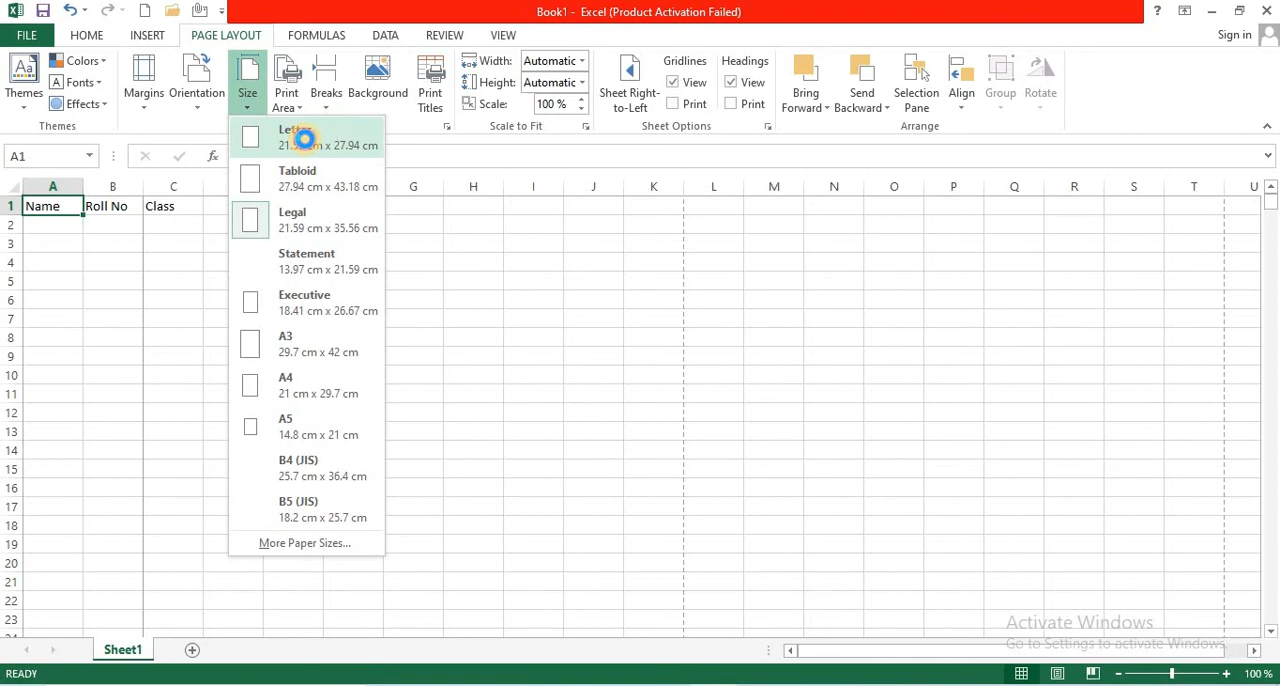 Book1 - Excel (Product Activation Failed)
?
FILE HOME INSERT PAGE LAYOUT FORMULAS DATA REVIEW VIEW Sign in
Themes Colors Fonts Effects Margins Orientation Size Print Area Breaks Background Print Titles
Width: Automatic
Height: Automatic
Scale: 100 %
Sheet Right-to-Left
Gridlines Headings
View View
Print Print
Bring Forward Send Backward Selection Pane Align Group Rotate
Themes Scale to Fit Sheet Options Arrange
A1 fx
Letter
x 27.94 cm
Tabloid
27.94 cm x 43.18 cm
Legal
21.59 cm x 35.56 cm
Statement
13.97 cm x 21.59 cm
Executive
18.41 cm x 26.67 cm
A3
29.7 cm x 42 cm
A4
21 cm x 29.7 cm
A5
14.8 cm x 21 cm
B4 (JIS)
25.7 cm x 36.4 cm
B5 (JIS)
18.2 cm x 25.7 cm
More Paper Sizes...
A B C G H I J K L M N O P Q R S T U
1 Name Roll No Class
2
3
4
5
6
7
8
9
10
11
12
13
14
15
16
17
18
19
20
21
22
23
Activate Windows
Go to Settings to activate Windows.
Sheet1
READY 100 %